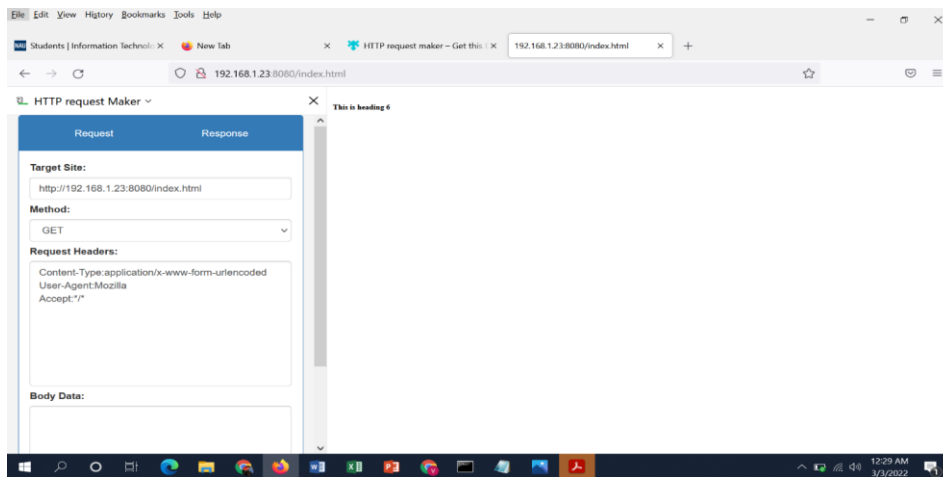 File Edit View History Bookmarks Tools Help
NAU Students | Information Technolo
New Tab
HTTP request maker – Get this
192.168.1.23:8080/index.html
192.168.1.23:8080/index.html
HTTP request Maker
This is heading 6
Request Response
Target Site:
http://192.168.1.23:8080/index.html
Method:
GET
Request Headers:
Content-Type:application/x-www-form-urlencoded
User-Agent:Mozilla
Accept:*/*
Body Data:
12:29 AM
3/3/2022